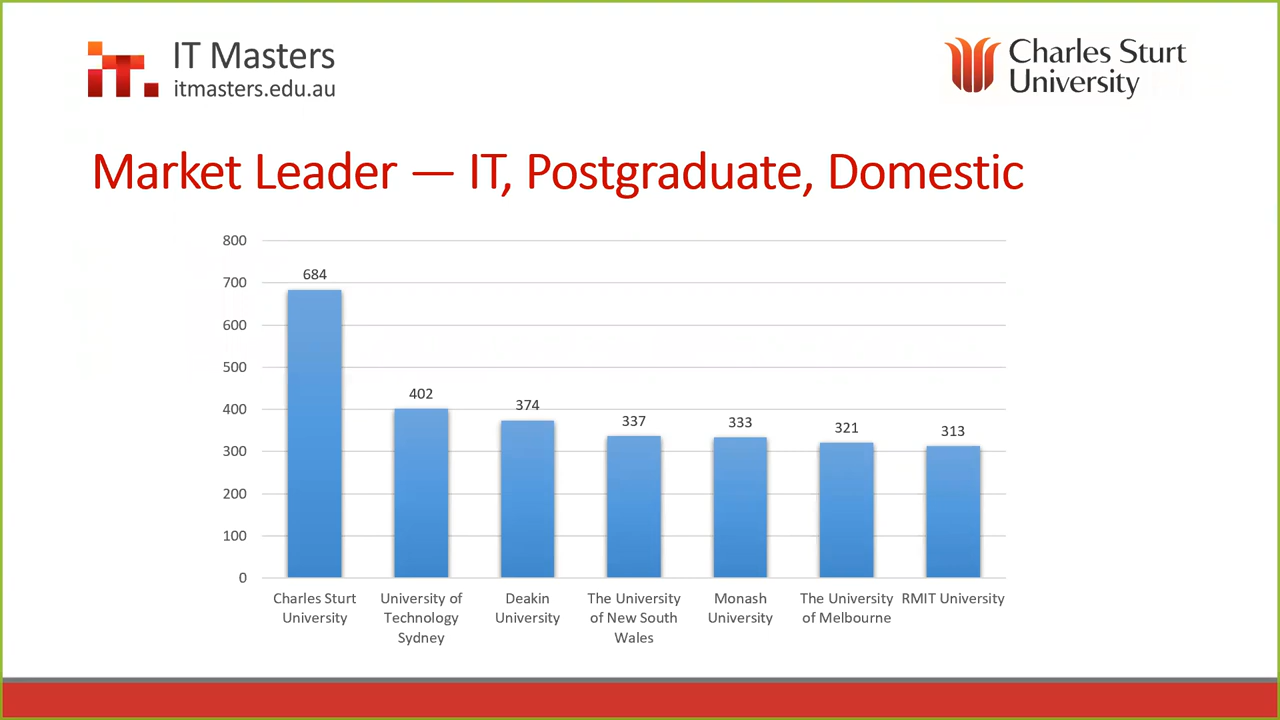 IT Masters
itmasters.edu.au
Charles Sturt
University
Market Leader — IT, Postgraduate, Domestic
800
700
600
500
400
300
200
100
0
684
402
374
337
333
321
313
Charles Sturt
University
University of
Technology
Sydney
Deakin
University
The University
of New South
Wales
Monash
University
The University
of Melbourne
RMIT University